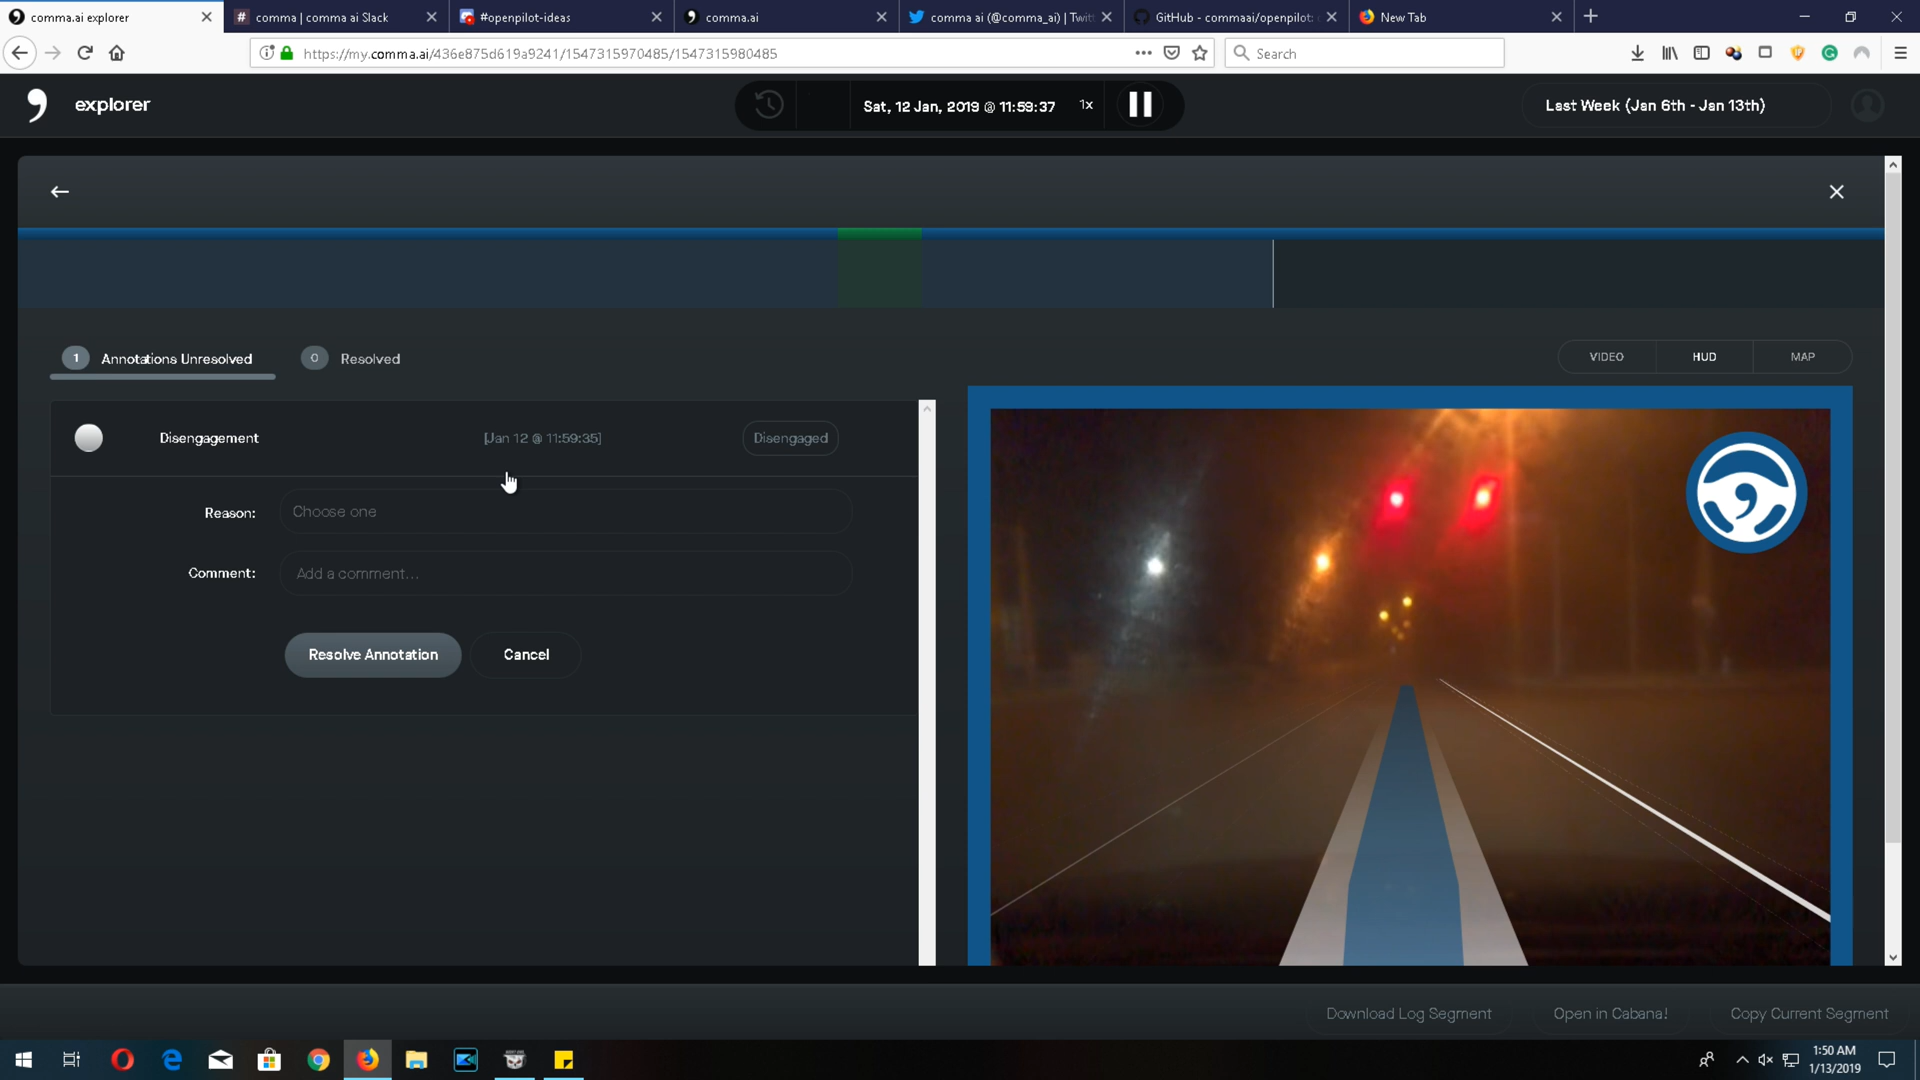 comma.ai explorer
comma | comma ai Slack
#openpilot-ideas
comma.ai
comma ai (@comma_ai) | Twit
GitHub - commaai/openpilot:
New Tab
https://my.comma.ai/436e875d619a9241/1547315970485/1547315980485
Search
explorer
Sat, 12 Jan, 2019 @ 11:59:37
1x
Last Week (Jan 6th - Jan 13th)
1 Annotations Unresolved
0 Resolved
VIDEO
HUD
MAP
Disengagement
[Jan 12 @ 11:59:35]
Disengaged
Reason:
Choose one
Comment:
Add a comment...
Resolve Annotation
Cancel
Download Log Segment
Open in Cabana!
Copy Current Segment
1:50 AM
1/13/2019